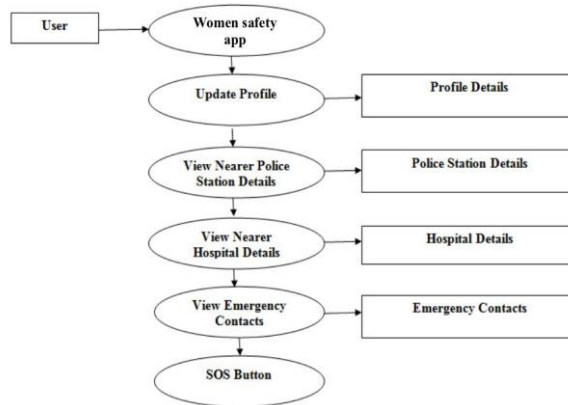 User
Women safety
app
Update Profile
Profile Details
View Nearer Police
Station Details
Police Station Details
View Nearer
Hospital Details
Hospital Details
View Emergency
Contacts
Emergency Contacts
SOS Button